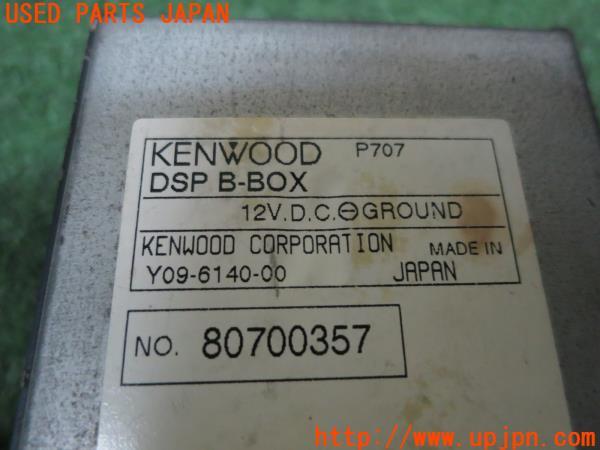 USED PARTS JAPAN
KENWOOD P707
DSP B-BOX
12V.D.C.⊖GROUND
KENWOOD CORPORATION MADE IN
Y09-6140-00 JAPAN
NO. 80700357
http://www.upjpn.com/